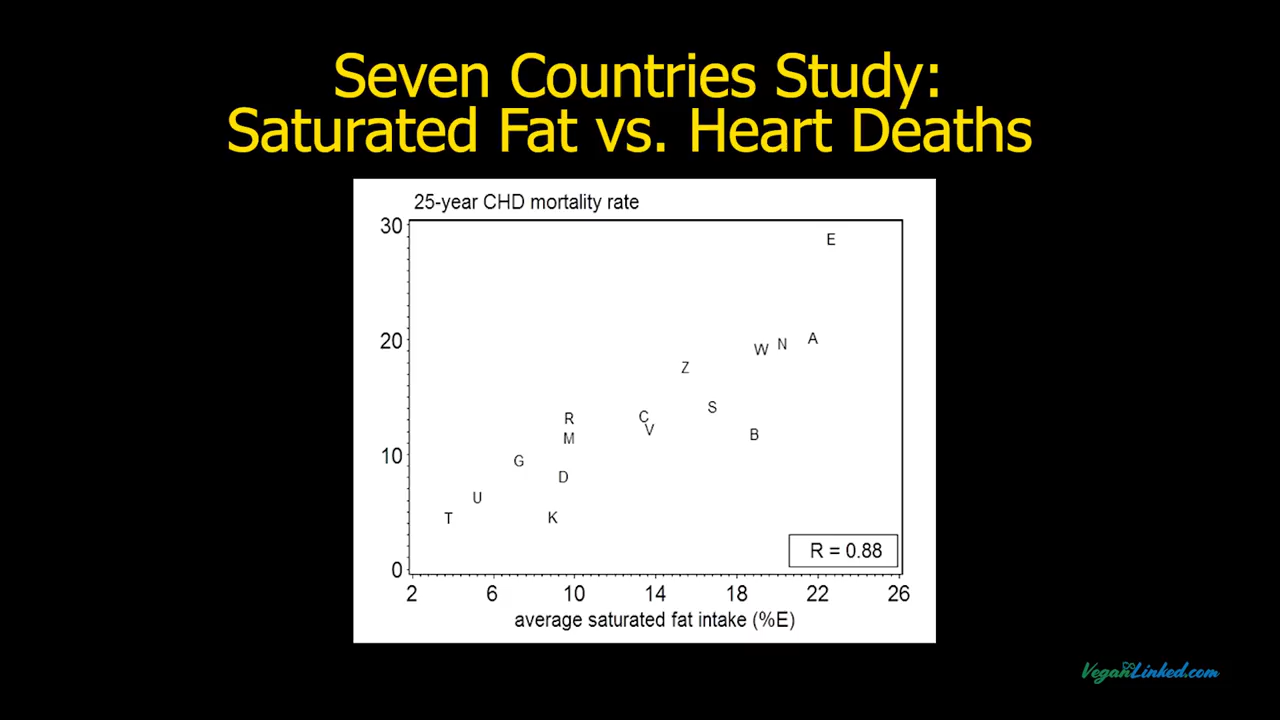 Seven Countries Study:
Saturated Fat vs. Heart Deaths
25-year CHD mortality rate
30
E
20
A
N
W
Z
S
R
C
V
B
M
10
G
D
U
T
K
R = 0.88
0
2 6 10 14 18 22 26
average saturated fat intake (%E)
VeganLinked.com